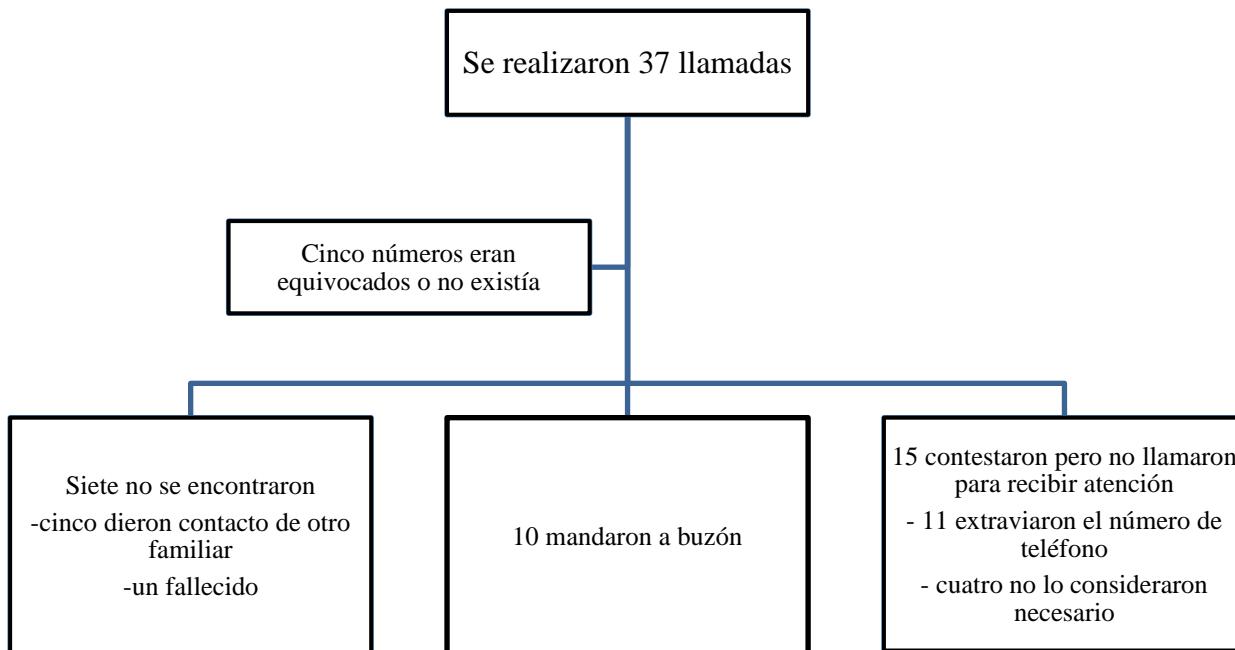 Se realizaron 37 llamadas
Cinco números eran
equivocados o no existía
Siete no se encontraron
-cinco dieron contacto de otro
familiar
-un fallecido
10 mandaron a buzón
15 contestaron pero no llamaron
para recibir atención
- 11 extraviaron el número de
teléfono
- cuatro no lo consideraron
necesario